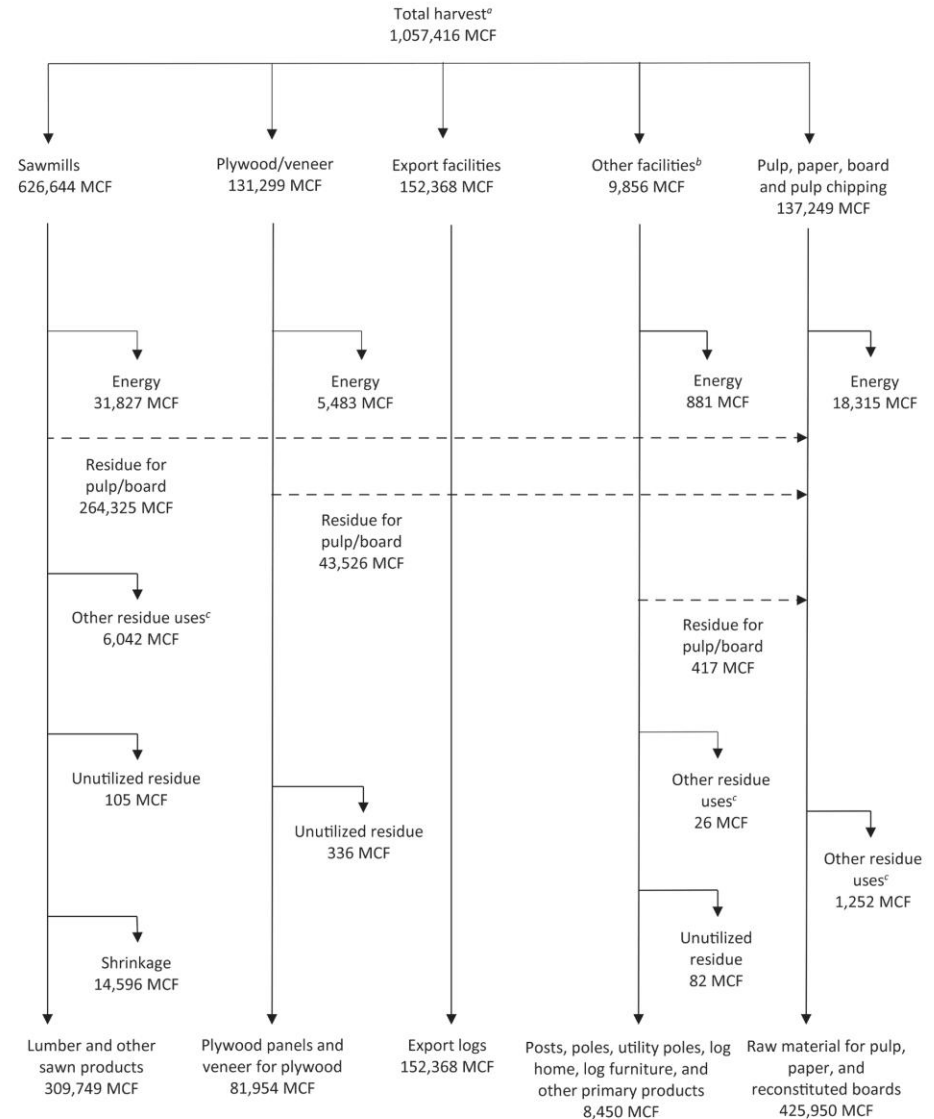 Total harvestᵃ
1,057,416 MCF
Sawmills
626,644 MCF
Plywood/veneer
131,299 MCF
Export facilities
152,368 MCF
Other facilitiesᵇ
9,856 MCF
Pulp, paper, board
and pulp chipping
137,249 MCF
Energy
31,827 MCF
Energy
5,483 MCF
Energy
881 MCF
Energy
18,315 MCF
Residue for
pulp/board
264,325 MCF
Residue for
pulp/board
43,526 MCF
Other residue usesᶜ
6,042 MCF
Residue for
pulp/board
417 MCF
Unutilized residue
105 MCF
Unutilized residue
336 MCF
Other residue
usesᶜ
26 MCF
Other residue
usesᶜ
1,252 MCF
Shrinkage
14,596 MCF
Unutilized
residue
82 MCF
Lumber and other
sawn products
309,749 MCF
Plywood panels and
veneer for plywood
81,954 MCF
Export logs
152,368 MCF
Posts, poles, utility poles, log
home, log furniture, and
other primary products
8,450 MCF
Raw material for pulp,
paper, and
reconstituted boards
425,950 MCF